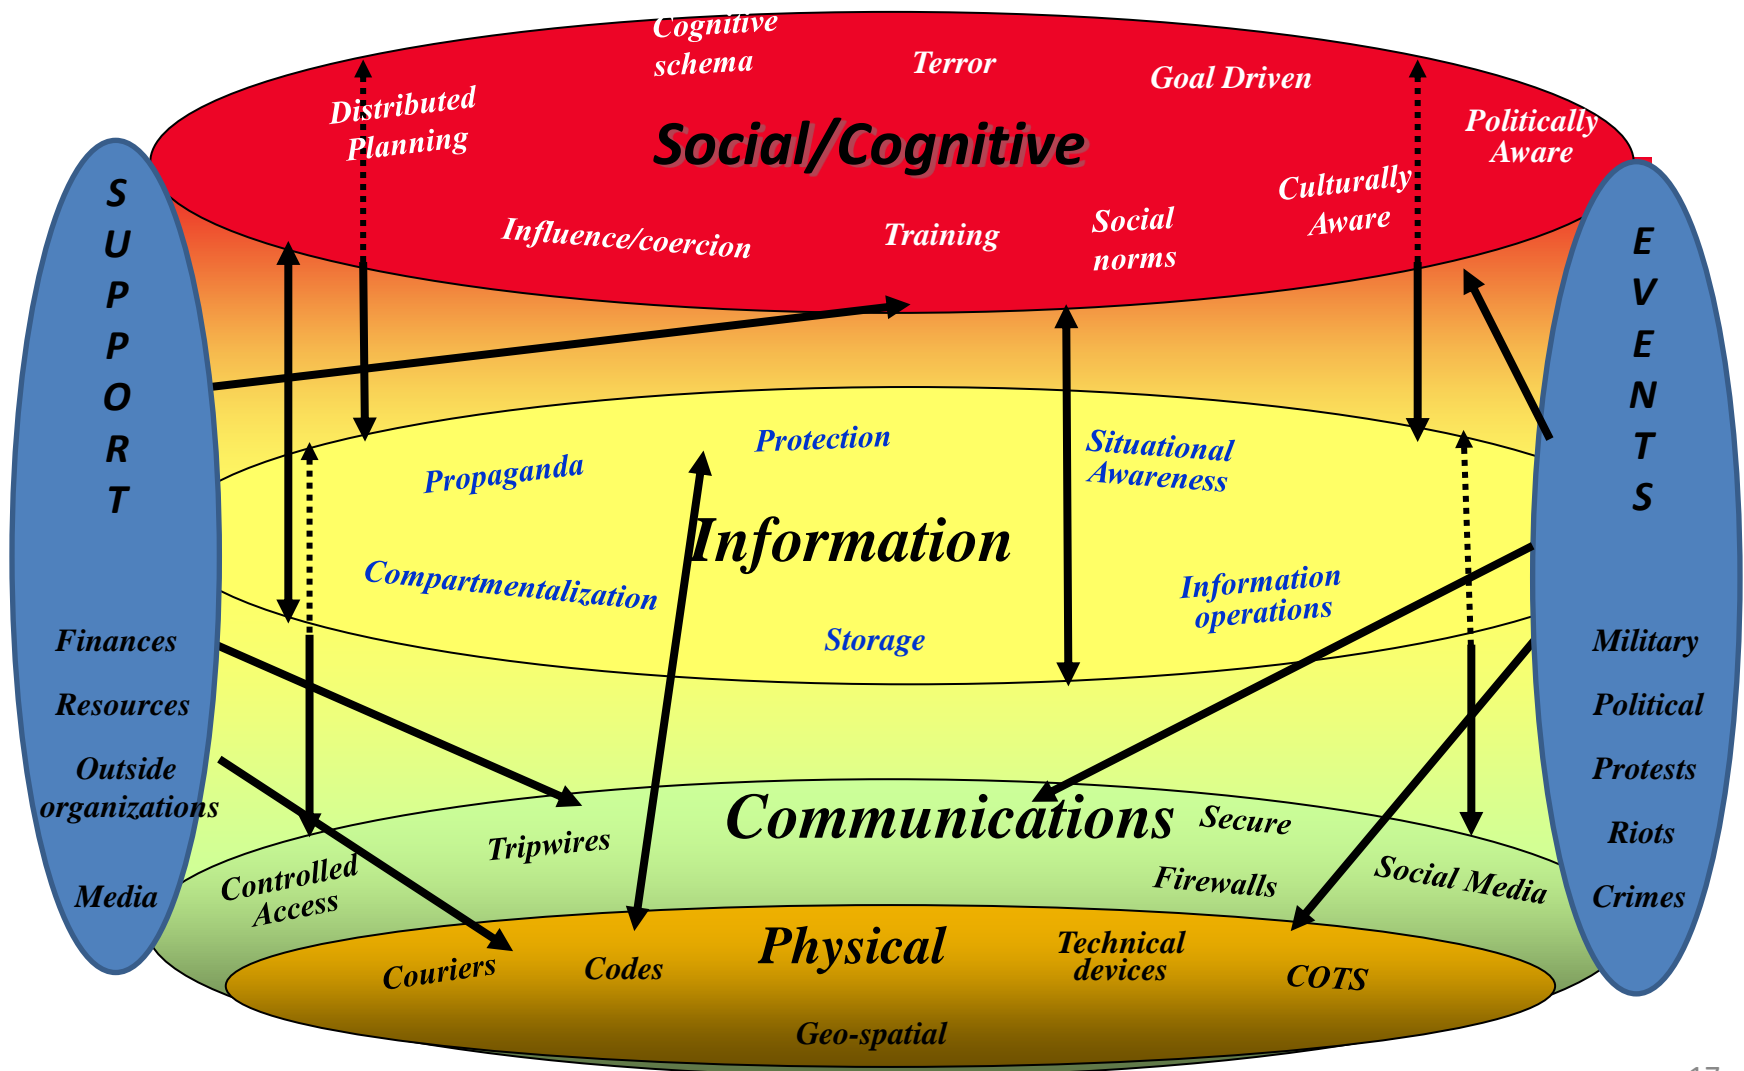 Cognitive
schema
Terror
Goal Driven
Distributed
Planning
Politically
Aware
Social/Cognitive
Culturally
Aware
Influence/coercion
Training
Social
norms
S
U
P
P
O
R
T
Finances
Resources
Outside
organizations
Media
E
V
E
N
T
S
Military
Political
Protests
Riots
Crimes
Protection
Situational
Awareness
Propaganda
Information
Compartmentalization
Information
operations
Storage
Communications
Secure
Tripwires
Controlled
Access
Firewalls
Social Media
Physical
Technical
devices
Couriers
Codes
COTS
Geo-spatial
17